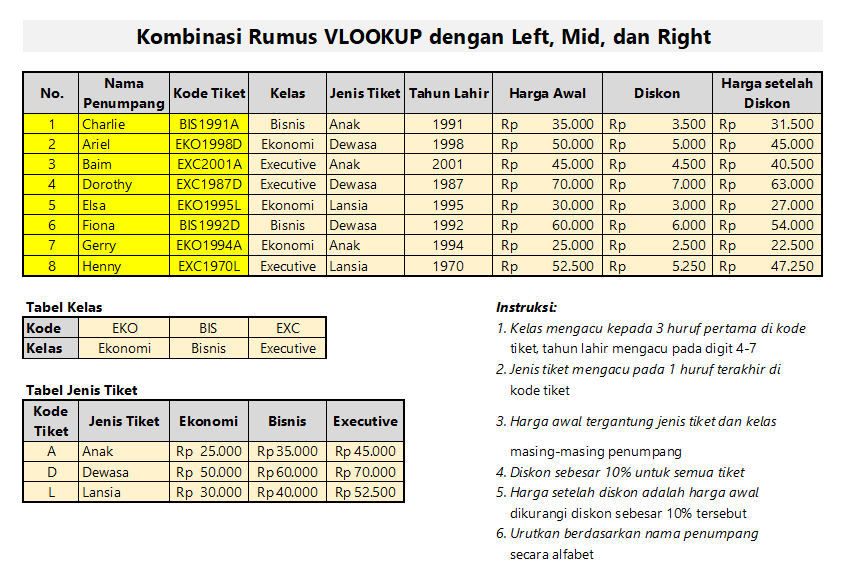 Kombinasi Rumus VLOOKUP dengan Left, Mid, dan Right
No. Nama Penumpang Kode Tiket Kelas Jenis Tiket Tahun Lahir Harga Awal Diskon Harga setelah Diskon
1 Charlie BIS1991A Bisnis Anak 1991 Rp 35.000 Rp 3.500 Rp 31.500
2 Ariel EKO1998D Ekonomi Dewasa 1998 Rp 50.000 Rp 5.000 Rp 45.000
3 Baim EXC2001A Executive Anak 2001 Rp 45.000 Rp 4.500 Rp 40.500
4 Dorothy EXC1987D Executive Dewasa 1987 Rp 70.000 Rp 7.000 Rp 63.000
5 Elsa EKO1995L Ekonomi Lansia 1995 Rp 30.000 Rp 3.000 Rp 27.000
6 Fiona BIS1992D Bisnis Dewasa 1992 Rp 60.000 Rp 6.000 Rp 54.000
7 Gerry EKO1994A Ekonomi Anak 1994 Rp 25.000 Rp 2.500 Rp 22.500
8 Henny EXC1970L Executive Lansia 1970 Rp 52.500 Rp 5.250 Rp 47.250
Tabel Kelas
Kode EKO BIS EXC
Kelas Ekonomi Bisnis Executive
Tabel Jenis Tiket
Kode Tiket Jenis Tiket Ekonomi Bisnis Executive
A Anak Rp 25.000 Rp 35.000 Rp 45.000
D Dewasa Rp 50.000 Rp 60.000 Rp 70.000
L Lansia Rp 30.000 Rp 40.000 Rp 52.500
Instruksi:
1. Kelas mengacu kepada 3 huruf pertama di kode
tiket, tahun lahir mengacu pada digit 4-7
2. Jenis tiket mengacu pada 1 huruf terakhir di
kode tiket
3. Harga awal tergantung jenis tiket dan kelas
masing-masing penumpang
4. Diskon sebesar 10% untuk semua tiket
5. Harga setelah diskon adalah harga awal
dikurangi diskon sebesar 10% tersebut
6. Urutkan berdasarkan nama penumpang
secara alfabet